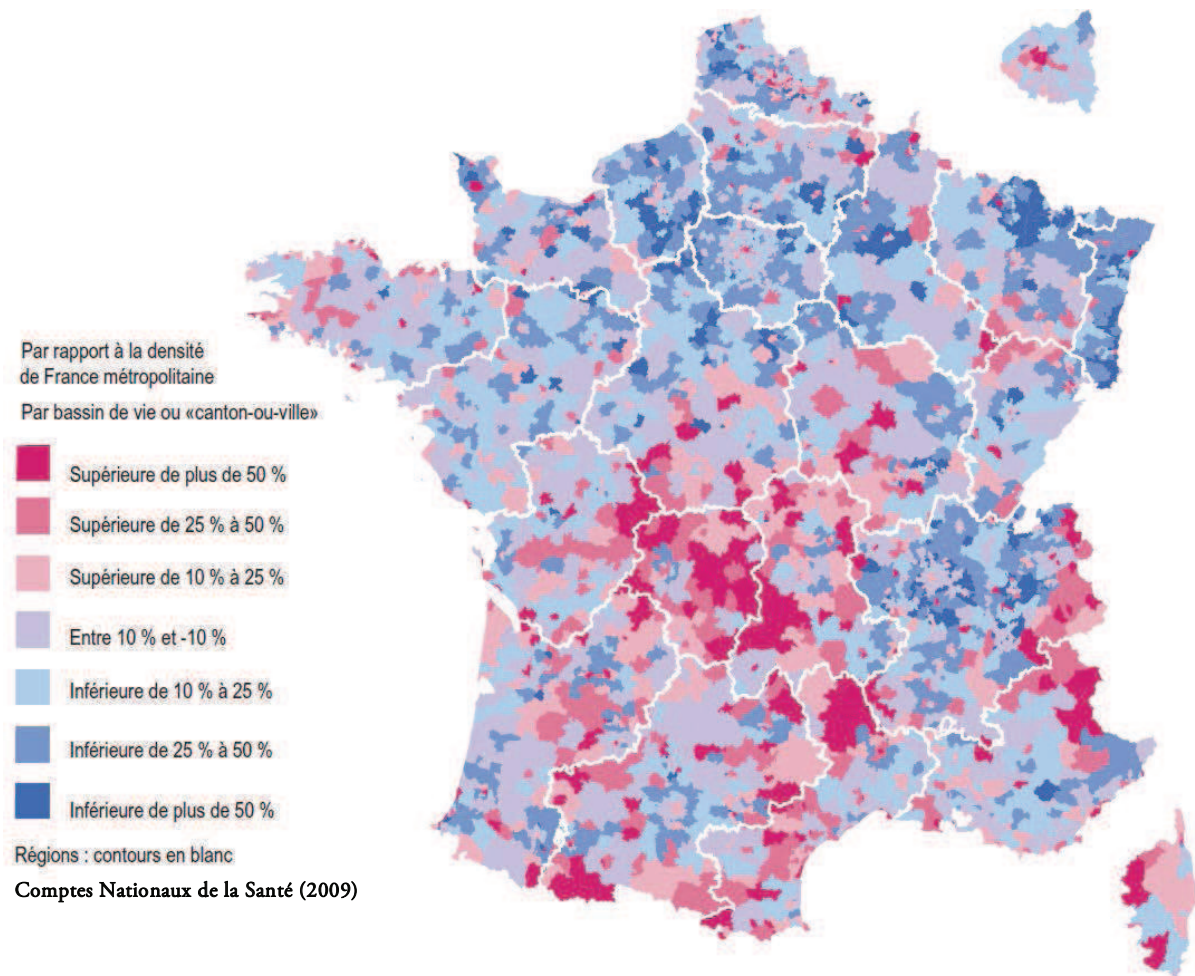 Par rapport à la densité
de France métropolitaine
Par bassin de vie ou «canton-ou-ville»
Supérieure de plus de 50 %
Supérieure de 25 % à 50 %
Supérieure de 10 % à 25 %
Entre 10 % et -10 %
Inférieure de 10 % à 25 %
Inférieure de 25 % à 50 %
Inférieure de plus de 50 %
Régions : contours en blanc
Comptes Nationaux de la Santé (2009)